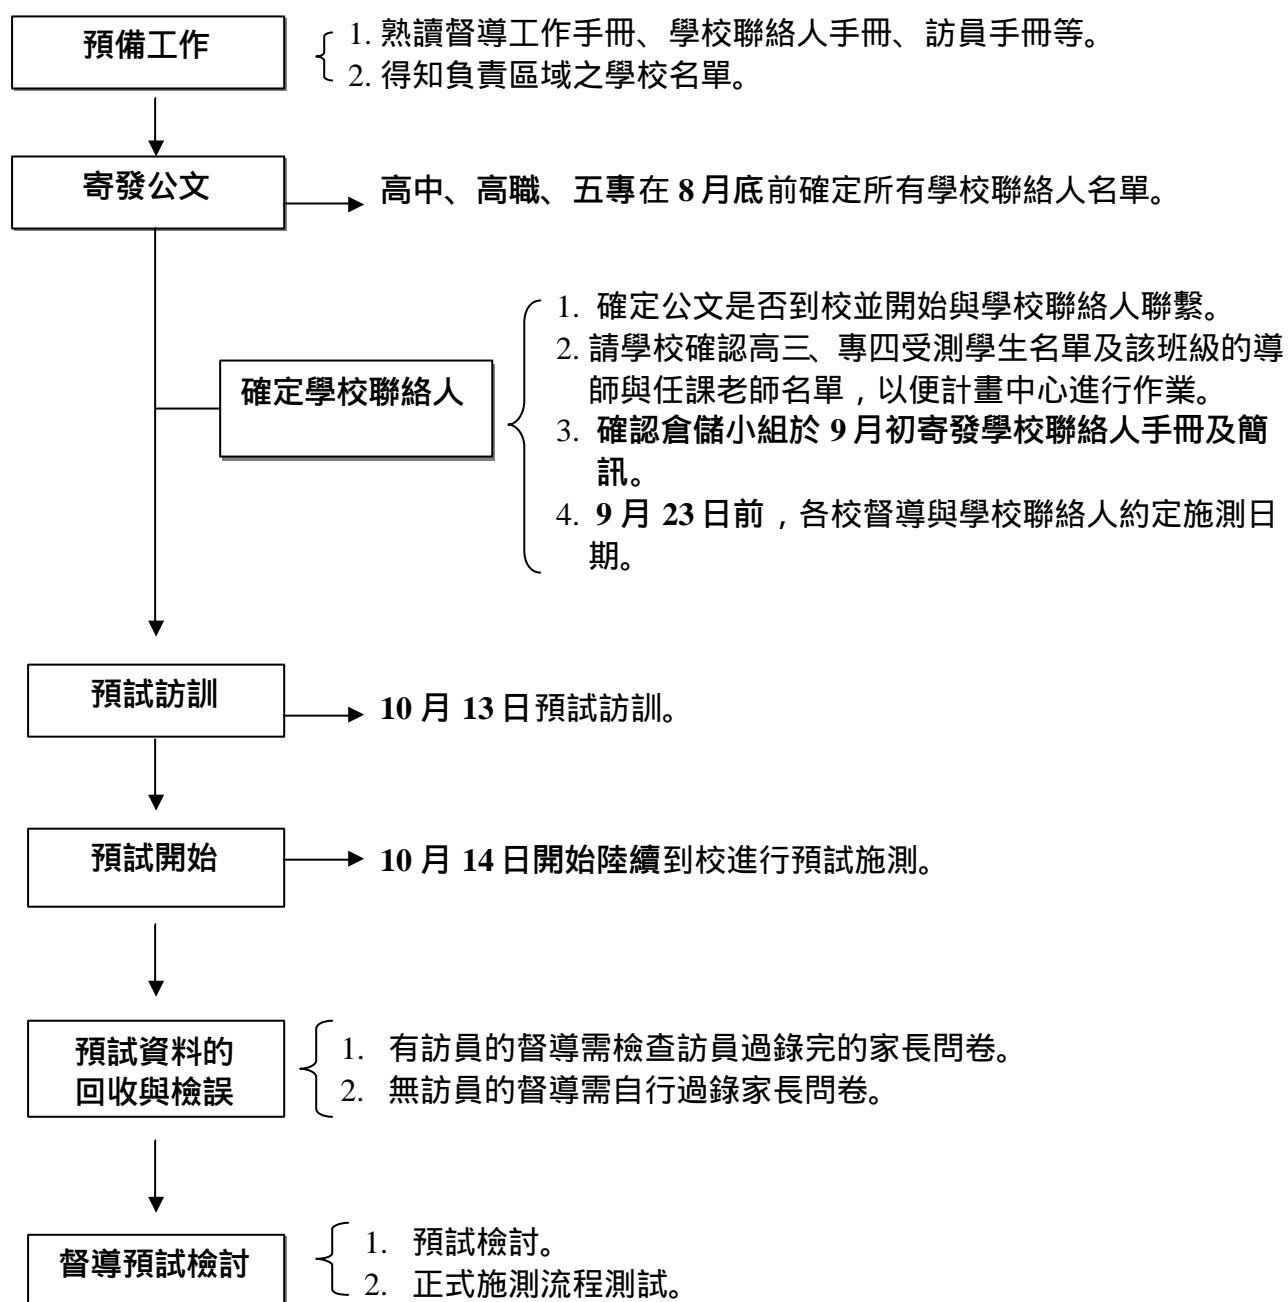 預備工作
1. 熟讀督導工作手冊、學校聯絡人手冊、訪員手冊等。
2. 得知負責區域之學校名單。
寄發公文
高中、高職、五專在 8 月底前確定所有學校聯絡人名單。
確定學校聯絡人
1. 確定公文是否到校並開始與學校聯絡人聯繫。
2. 請學校確認高三、專四受測學生名單及該班級的導
師與任課老師名單，以便計畫中心進行作業。
3. 確認倉儲小組於 9 月初寄發學校聯絡人手冊及簡
訊。
4. 9 月 23 日前，各校督導與學校聯絡人約定施測日
期。
預試訪訓
10 月 13 日預試訪訓。
預試開始
10 月 14 日開始陸續到校進行預試施測。
預試資料的
回收與檢誤
1. 有訪員的督導需檢查訪員過錄完的家長問卷。
2. 無訪員的督導需自行過錄家長問卷。
督導預試檢討
1. 預試檢討。
2. 正式施測流程測試。